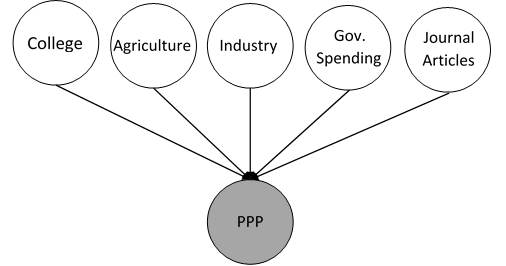 College
Agriculture
Industry
Gov.
Spending
Journal
Articles
PPP